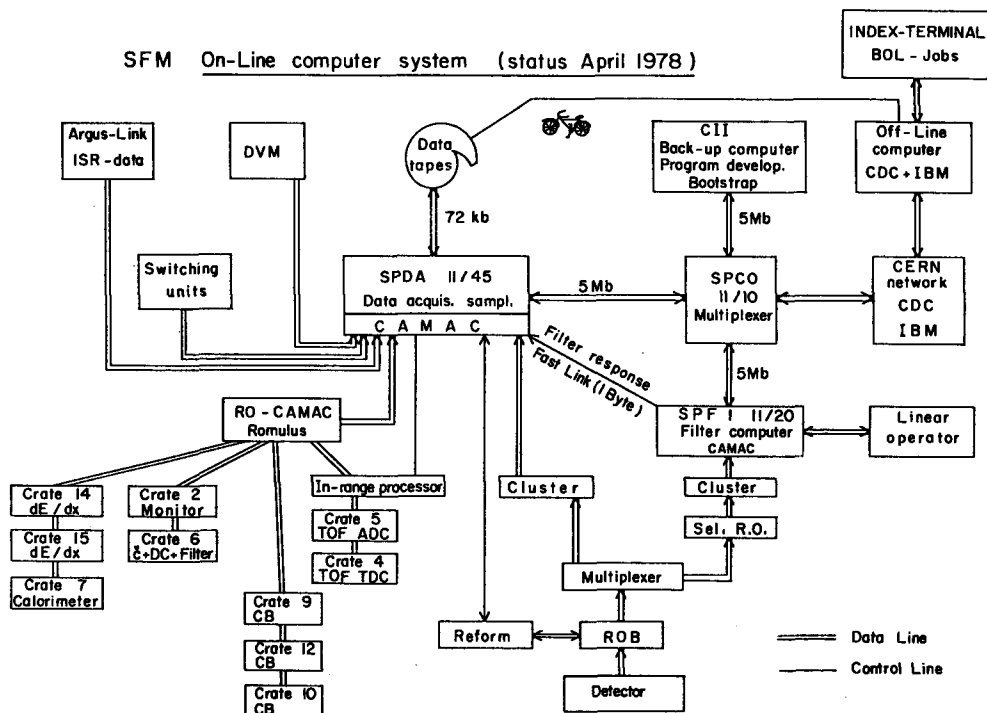 SFM On-Line computer system (status April 1978)
INDEX-TERMINAL
BOL - Jobs
Argus-Link
ISR-data
DVM
Data
tapes
CII
Back-up computer
Program develop.
Bootstrap
Off-Line
computer
CDC + IBM
72 kb
5Mb
Switching
units
SPDA 11/45
Data acquis. sampl.
CAMAC
5Mb
SPCO
11/10
Multiplexer
CERN
network
CDC
IBM
Filter response
Fast Link (1 Byte)
5Mb
RO-CAMAC
Romulus
SPF 1 11/20
Filter computer
CAMAC
Linear
operator
Crate 14
dE/dx
Crate 2
Monitor
In-range processor
Cluster
Cluster
Crate 15
dE/dx
Crate 6
č+DC+Filter
Crate 5
TOF ADC
Sel. R.O.
Crate 7
Calorimeter
Crate 4
TOF TDC
Multiplexer
Crate 9
CB
Reform
ROB
Data Line
Crate 12
CB
Control Line
Crate 10
CB
Detector